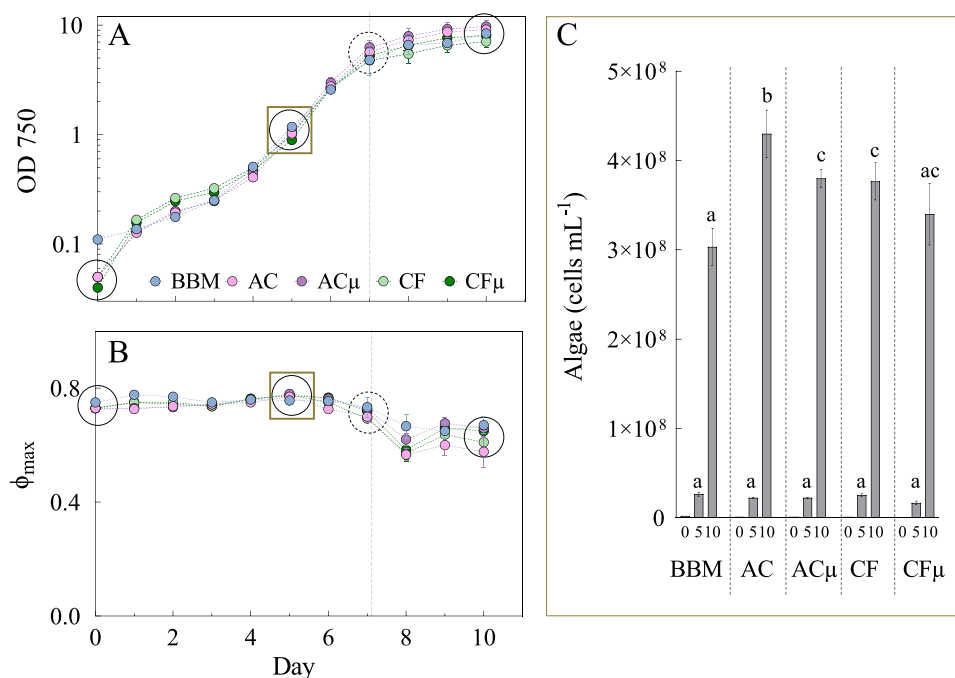 A
10
1
0.1
OD 750
BBM AC ACµ CF CFµ
B
0.8
0.4
0.0
ϕmax
0 2 4 6 8 10
Day
C
5×10⁸
4×10⁸
3×10⁸
2×10⁸
1×10⁸
0
Algae (cells mL⁻¹)
a a a b a c a c a ac
0 5 10 0 5 10 0 5 10 0 5 10 0 5 10
BBM AC ACµ CF CFµ